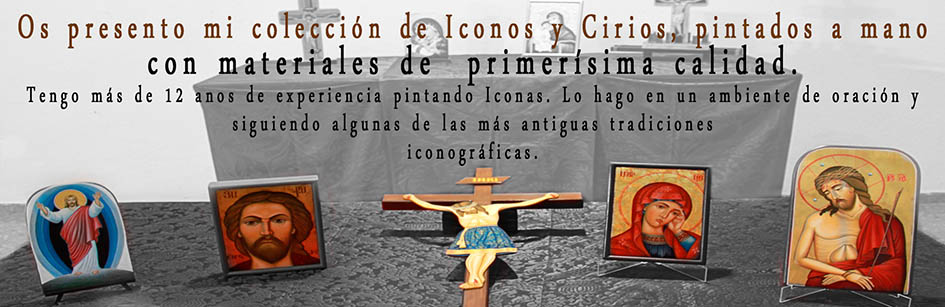 Os presento mi colección de Iconos y Cirios, pintados a mano
con materiales de primerísima calidad.
Tengo más de 12 anos de experiencia pintando Iconas. Lo hago en un ambiente de oración y
siguiendo algunas de las más antiguas tradiciones
iconográficas.